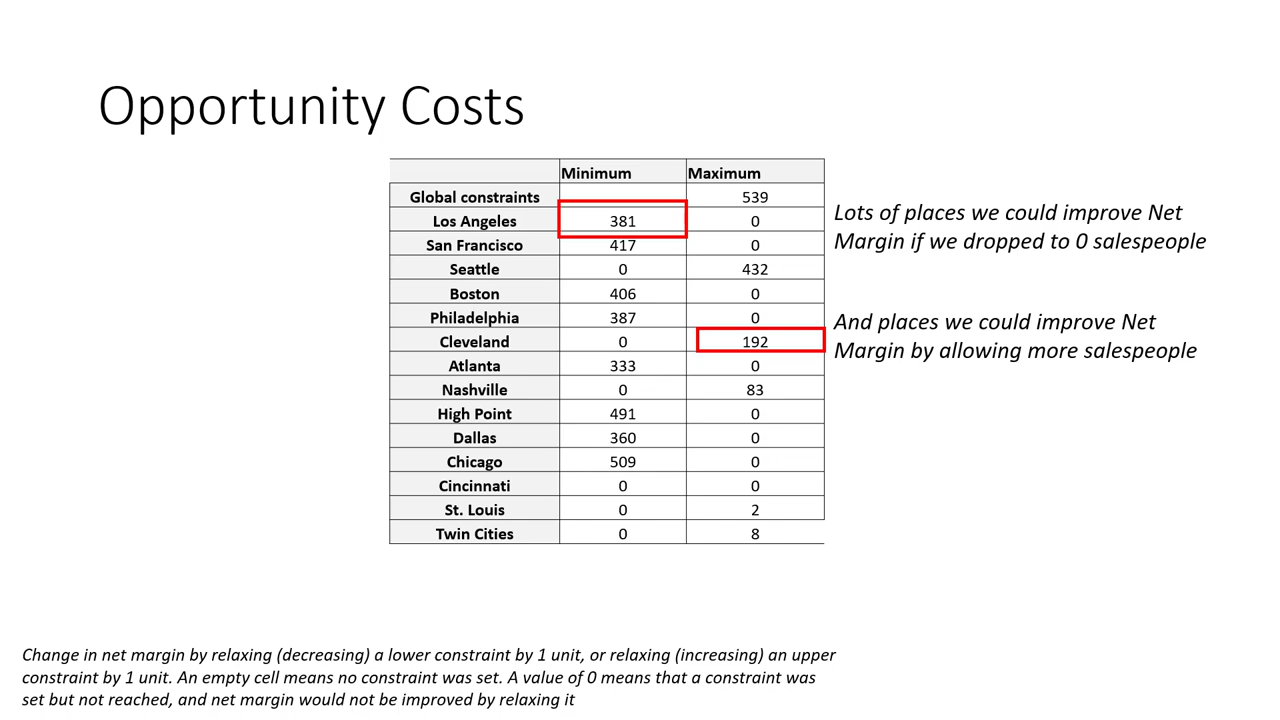 Opportunity Costs
Minimum Maximum
Global constraints 539
Los Angeles 381 0
San Francisco 417 0
Seattle 0 432
Boston 406 0
Philadelphia 387 0
Cleveland 0 192
Atlanta 333 0
Nashville 0 83
High Point 491 0
Dallas 360 0
Chicago 509 0
Cincinnati 0 0
St. Louis 0 2
Twin Cities 0 8
Lots of places we could improve Net
Margin if we dropped to 0 salespeople
And places we could improve Net
Margin by allowing more salespeople
Change in net margin by relaxing (decreasing) a lower constraint by 1 unit, or relaxing (increasing) an upper
constraint by 1 unit. An empty cell means no constraint was set. A value of 0 means that a constraint was
set but not reached, and net margin would not be improved by relaxing it